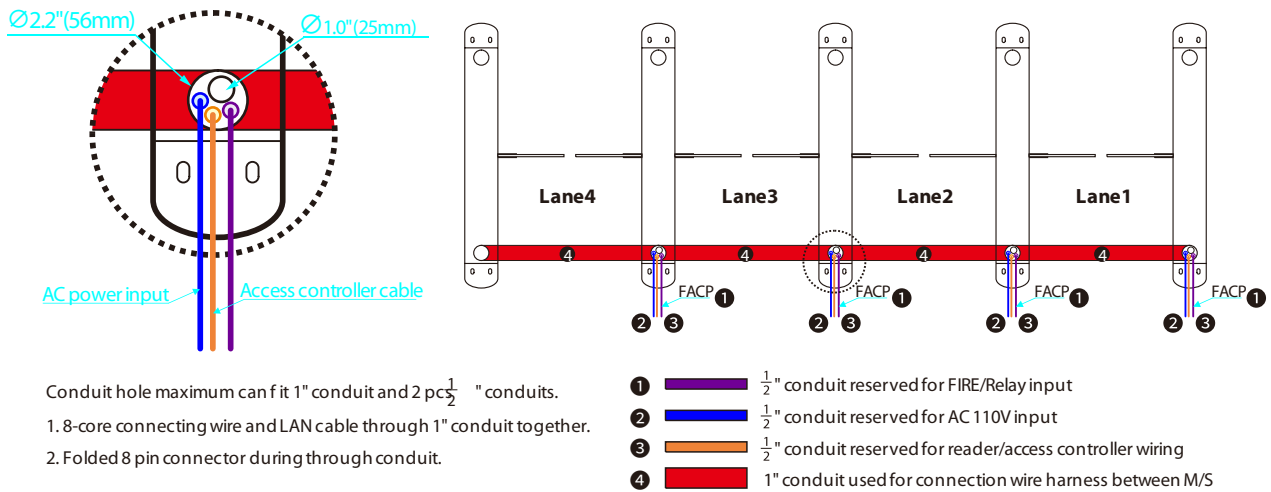 Ø2.2"(56mm)
Ø1.0"(25mm)
AC power input
Access controller cable
Lane4
Lane3
Lane2
Lane1
4
4
4
4
FACP 1
FACP 1
FACP 1
FACP 1
2 3
2 3
2 3
2 3
Conduit hole maximum can fit 1" conduit and 2 pcs 1/2 " conduits.
1. 8-core connecting wire and LAN cable through 1" conduit together.
2. Folded 8 pin connector during through conduit.
1 1/2" conduit reserved for FIRE/Relay input
2 1/2" conduit reserved for AC 110V input
3 1/2" conduit reserved for reader/access controller wiring
4 1" conduit used for connection wire harness between M/S